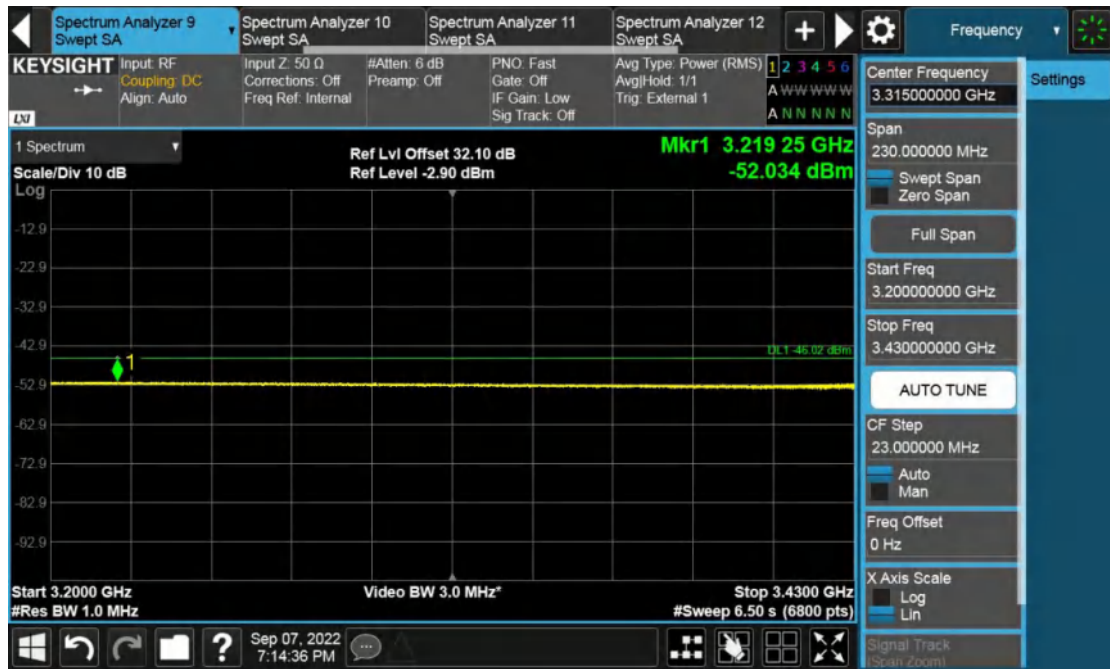 Spectrum Analyzer 9
Swept SA
Spectrum Analyzer 10
Swept SA
Spectrum Analyzer 11
Swept SA
Spectrum Analyzer 12
Swept SA
+
Frequency
KEYSIGHT
LXI
Input: RF
Coupling: DC
Align: Auto
Input Z: 50 Ω
Corrections: Off
Freq Ref: Internal
#Atten: 6 dB
Preamp: Off
PNO: Fast
Gate: Off
IF Gain: Low
Sig Track: Off
Avg Type: Power (RMS)
Avg|Hold: 1/1
Trig: External 1
1 2 3 4 5 6
A W W W W W
A N N N N N
1 Spectrum
Scale/Div 10 dB
Log
Ref Lvl Offset 32.10 dB
Ref Level -2.90 dBm
Mkr1 3.219 25 GHz
-52.034 dBm
-12.9
-22.9
-32.9
-42.9
-52.9
-62.9
-72.9
-82.9
-92.9
1
DL1 -46.02 dBm
Start 3.2000 GHz
#Res BW 1.0 MHz
Video BW 3.0 MHz*
Stop 3.4300 GHz
#Sweep 6.50 s (6800 pts)
?
Sep 07, 2022
7:14:36 PM
Center Frequency
3.315000000 GHz
Settings
Span
230.000000 MHz
Swept Span
Zero Span
Full Span
Start Freq
3.200000000 GHz
Stop Freq
3.430000000 GHz
AUTO TUNE
CF Step
23.000000 MHz
Auto
Man
Freq Offset
0 Hz
X Axis Scale
Log
Lin
Signal Track
(Span Zoom)